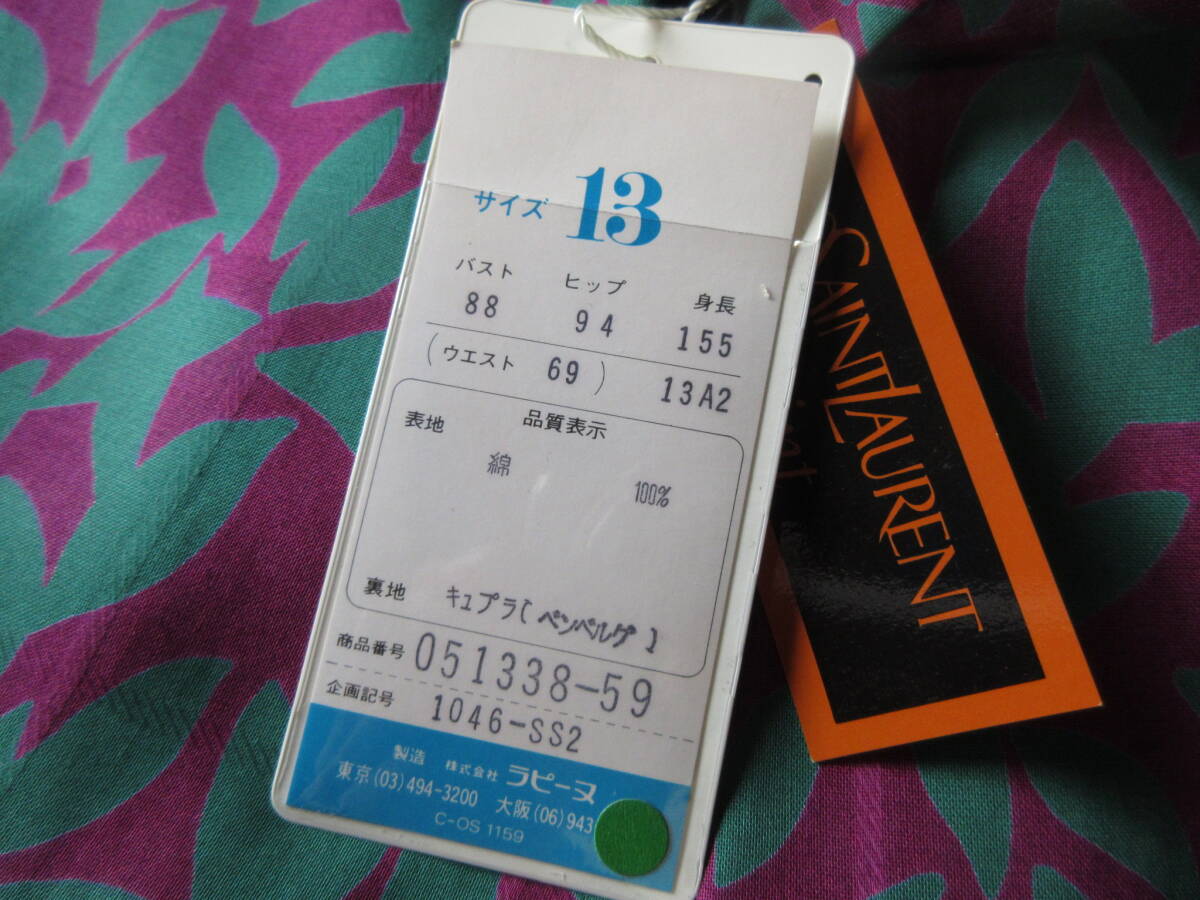 サイズ 13
バスト ヒップ 身長
88 94 155
(ウエスト 69) 13A2
品質表示
表地
綿 100%
裏地 キュプラ[ベンベルグ]
商品番号 051338-59
企画記号 1046-SS2
製造 株式会社 ラピーヌ
東京(03)494-3200 大阪(06)943
C-OS 1159
SAINTLAURENT